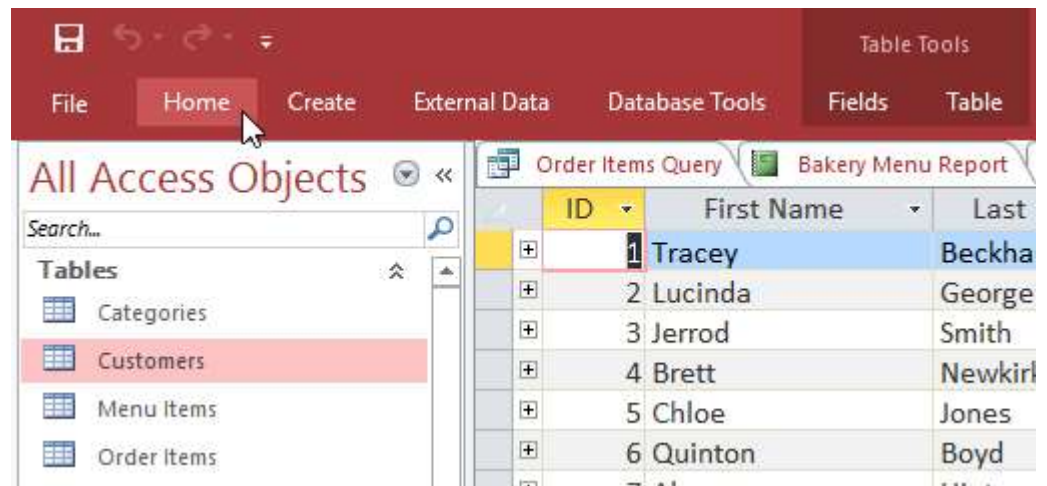 Table Tools
File Home Create External Data Database Tools Fields Table
All Access Objects
Search...
Tables
Categories
Customers
Menu Items
Order Items
Order Items Query Bakery Menu Report
ID First Name Last
1 Tracey Beckha
2 Lucinda George
3 Jerrod Smith
4 Brett Newkirk
5 Chloe Jones
6 Quinton Boyd